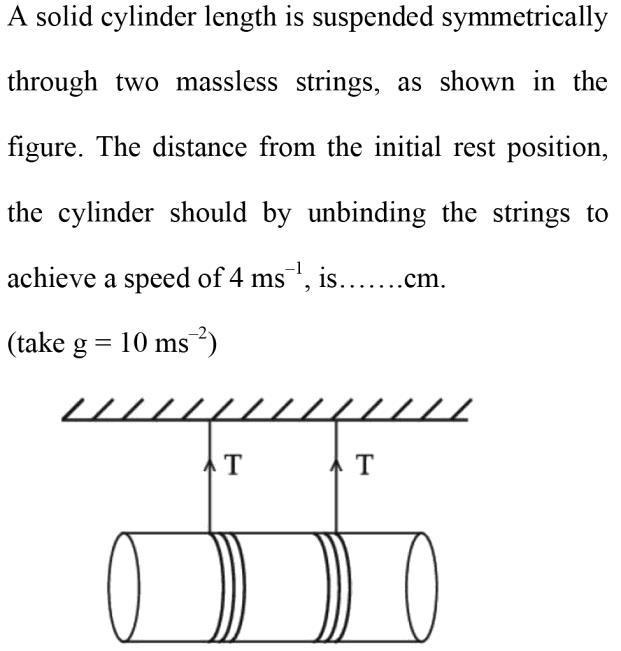 A solid cylinder length is suspended symmetrically
through two massless strings, as shown in the
figure. The distance from the initial rest position,
the cylinder should by unbinding the strings to
achieve a speed of 4 ms⁻¹, is.......cm.
(take g = 10 ms⁻²)
T T